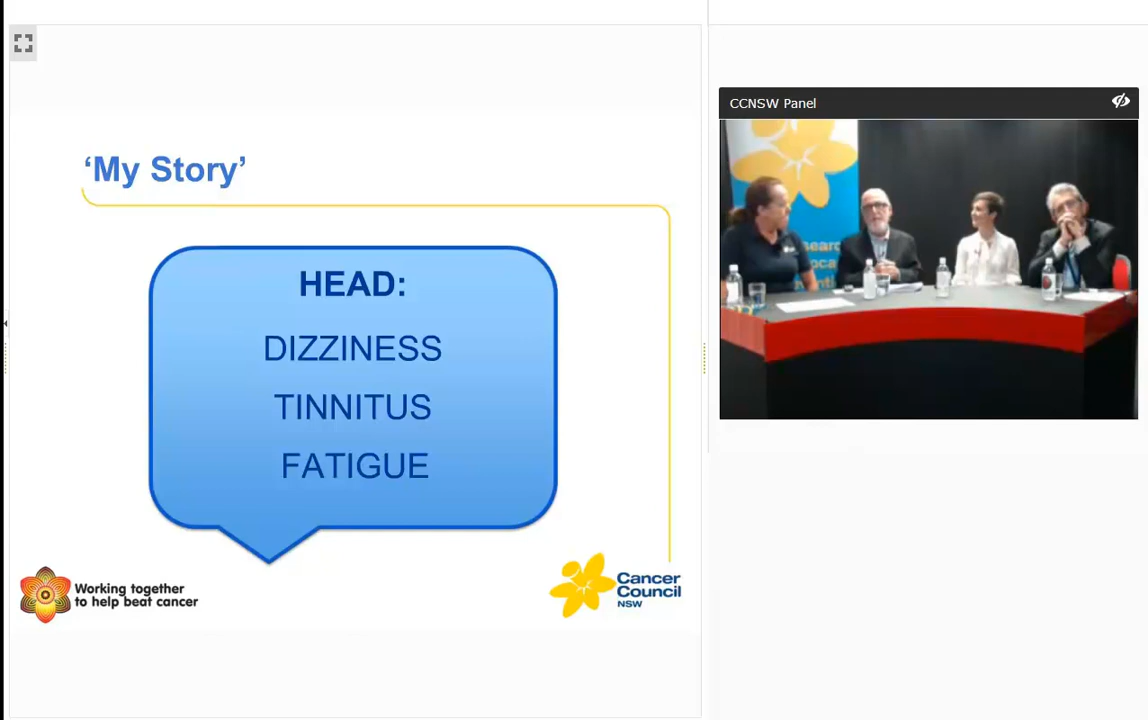 ‘My Story’
HEAD:
DIZZINESS
TINNITUS
FATIGUE
Working together
to help beat cancer
Cancer
Council
NSW
CCNSW Panel